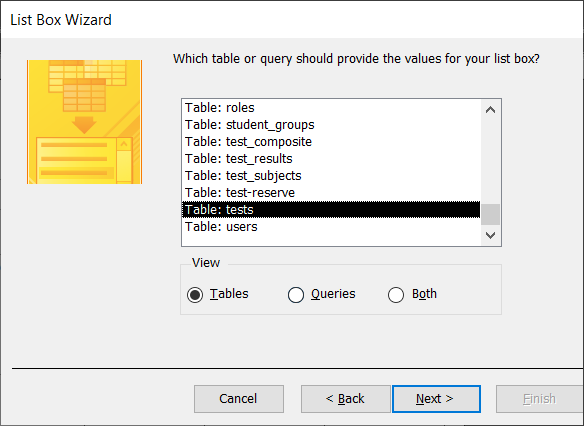 List Box Wizard
Which table or query should provide the values for your list box?
Table: roles
Table: student_groups
Table: test_composite
Table: test_results
Table: test_subjects
Table: test-reserve
Table: tests
Table: users
View
Tables Queries Both
Cancel < Back Next > Finish